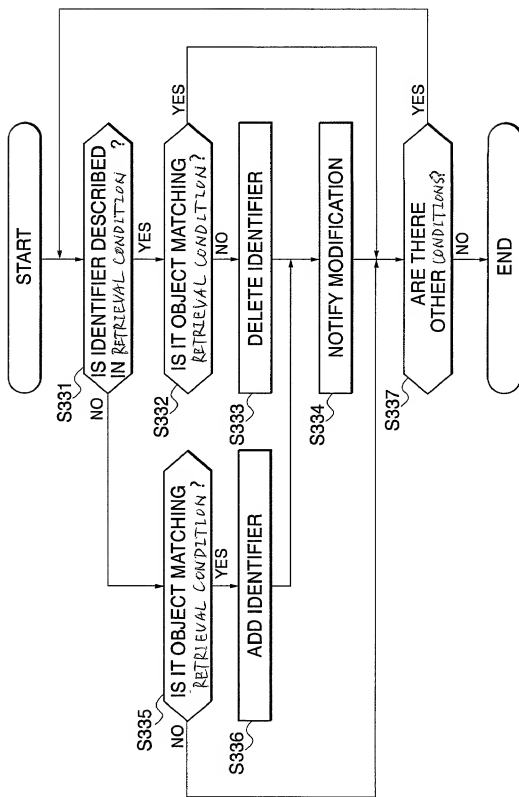 START
S331
IS IDENTIFIER DESCRIBED
IN RETRIEVAL CONDITION ?
NO
YES
S332
IS IT OBJECT MATCHING
RETRIEVAL CONDITION?
YES
NO
S333
DELETE IDENTIFIER
S334
NOTIFY MODIFICATION
S335
IS IT OBJECT MATCHING
RETRIEVAL CONDITION?
NO
YES
S336
ADD IDENTIFIER
S337
ARE THERE
OTHER CONDITIONS?
YES
NO
END